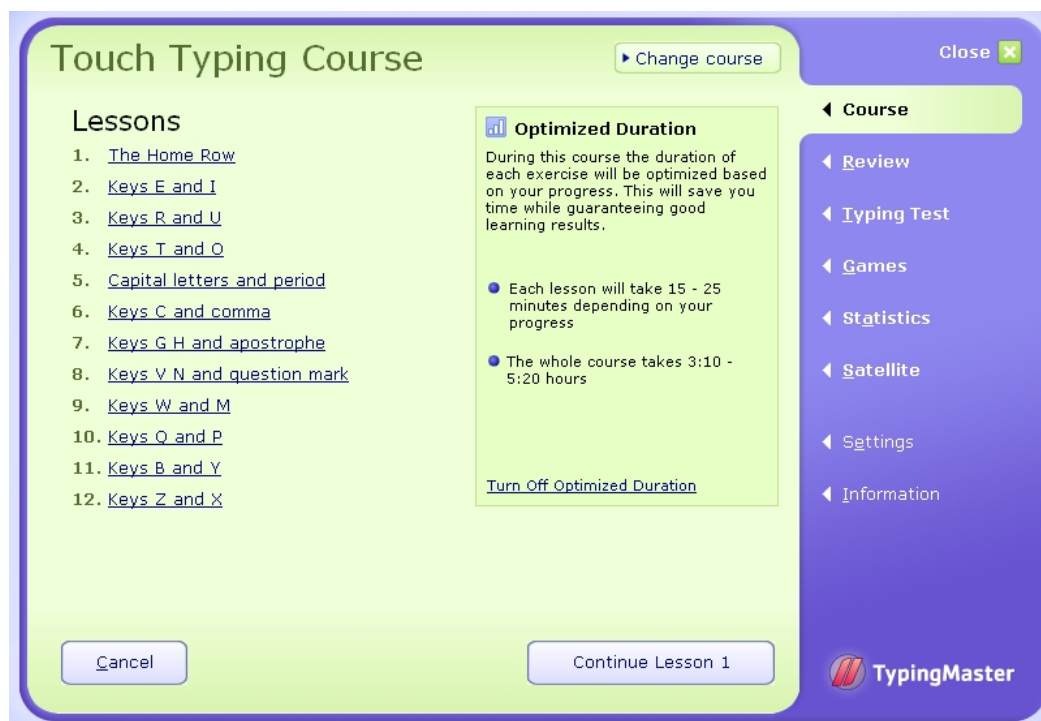 Touch Typing Course
Change course
Close
Lessons
1. The Home Row
2. Keys E and I
3. Keys R and U
4. Keys T and O
5. Capital letters and period
6. Keys C and comma
7. Keys G H and apostrophe
8. Keys V N and question mark
9. Keys W and M
10. Keys Q and P
11. Keys B and Y
12. Keys Z and X
Optimized Duration
During this course the duration of
each exercise will be optimized based
on your progress. This will save you
time while guaranteeing good
learning results.
Each lesson will take 15 - 25
minutes depending on your
progress
The whole course takes 3:10 -
5:20 hours
Turn Off Optimized Duration
Course
Review
Typing Test
Games
Statistics
Satellite
Settings
Information
Cancel
Continue Lesson 1
TypingMaster